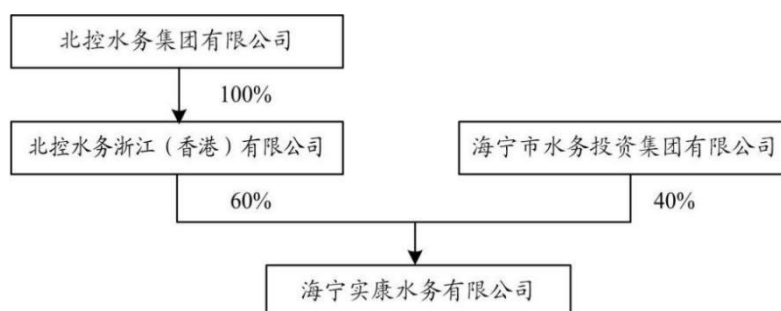 北控水务集团有限公司
100%
北控水务浙江（香港）有限公司
海宁市水务投资集团有限公司
60%
40%
海宁实康水务有限公司